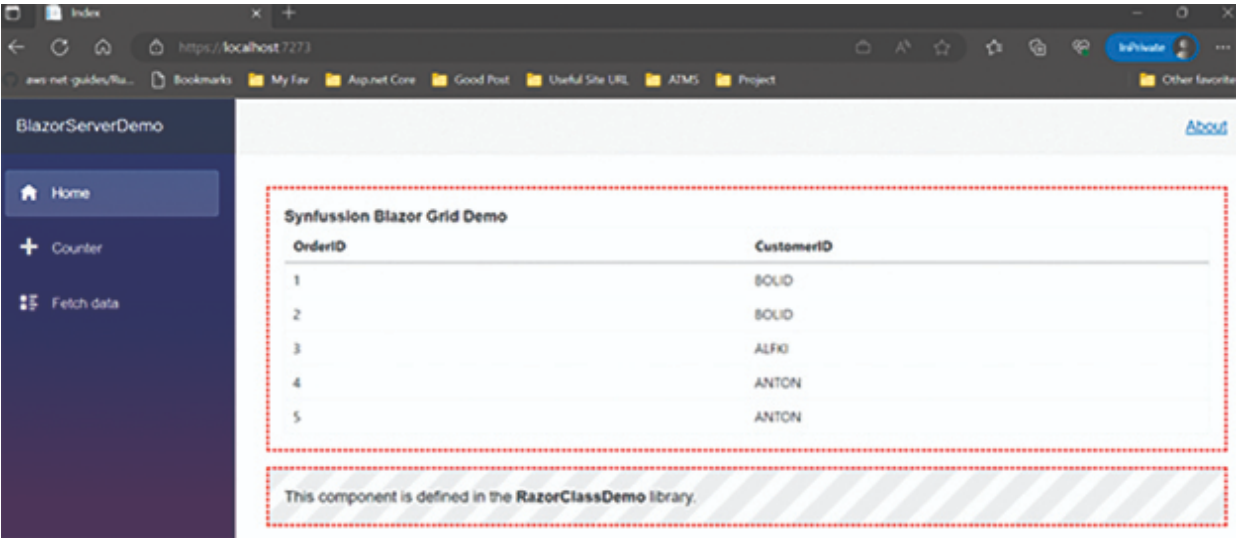 Index
https://localhost:7273
InPrivate
aws net guides/Ru... Bookmarks My Fav Asp.net Core Good Post Useful Site URL ATMS Project Other favorite
BlazorServerDemo
About
Home
Counter
Fetch data
Synfussion Blazor Grid Demo
OrderID CustomerID
1 BOLID
2 BOLID
3 ALFKI
4 ANTON
5 ANTON
This component is defined in the RazorClassDemo library.